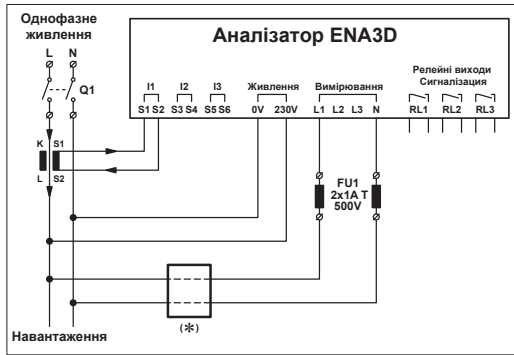 Однофазне
живлення
L N
Q1
Аналізатор ENA3D
I1 I2 I3 Живлення Вимірювання
S1 S2 S3 S4 S5 S6 0V 230V L1 L2 L3 N
Релейні виходи
Сигналізация
RL1 RL2 RL3
K S1
L S2
FU1
2x1A T
500V
(*)
Навантаження